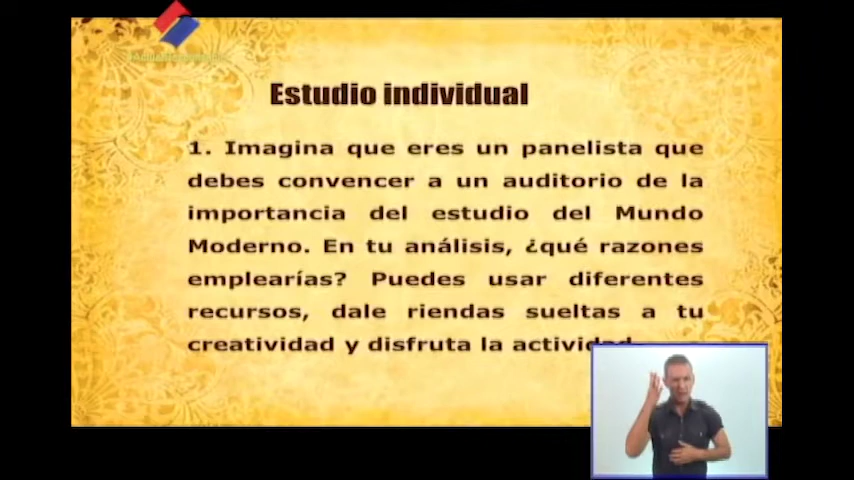 Estudio individual
1. Imagina que eres un panelista que
debes convencer a un auditorio de la
importancia del estudio del Mundo
Moderno. En tu análisis, ¿qué razones
emplearías? Puedes usar diferentes
recursos, dale riendas sueltas a tu
creatividad y disfruta la actividad